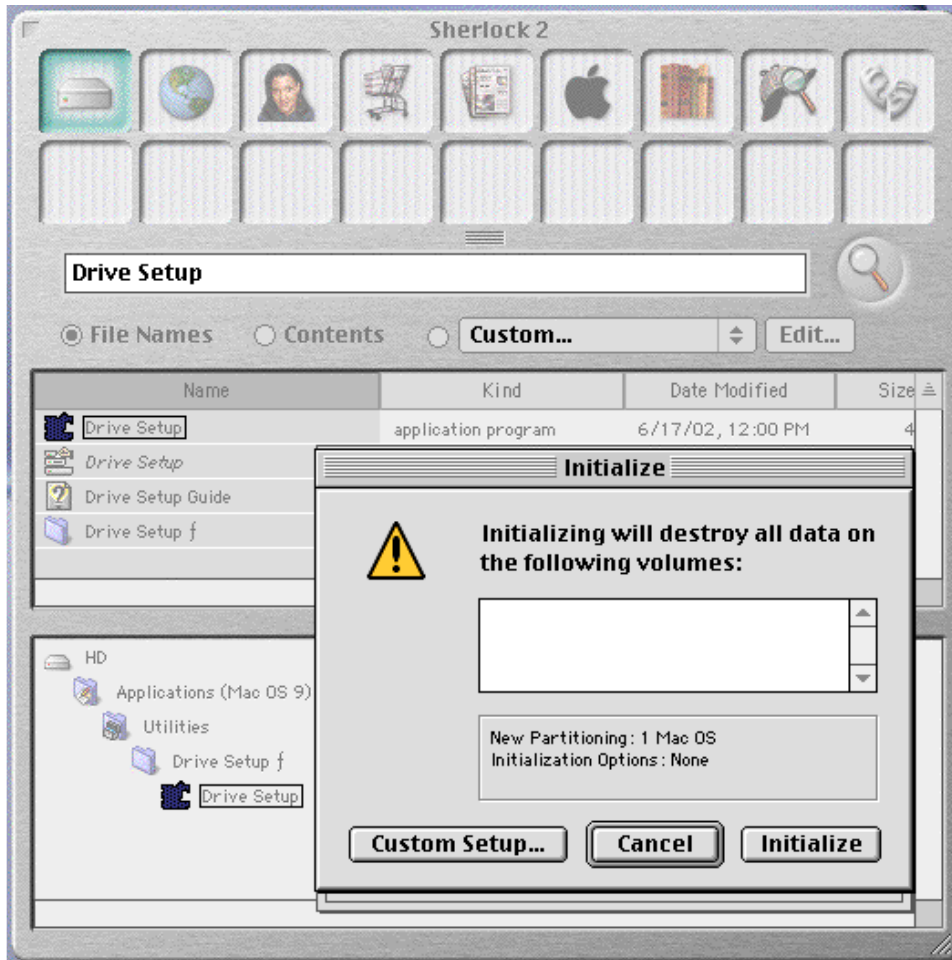 Sherlock 2
Drive Setup
File Names Contents Custom... Edit...
Name Kind Date Modified Size
Drive Setup application program 6/17/02, 12:00 PM 4
Drive Setup
Drive Setup Guide
Drive Setup ƒ
Initialize
Initializing will destroy all data on
the following volumes:
New Partitioning: 1 Mac OS
Initialization Options: None
Custom Setup... Cancel Initialize
HD
Applications (Mac OS 9)
Utilities
Drive Setup ƒ
Drive Setup